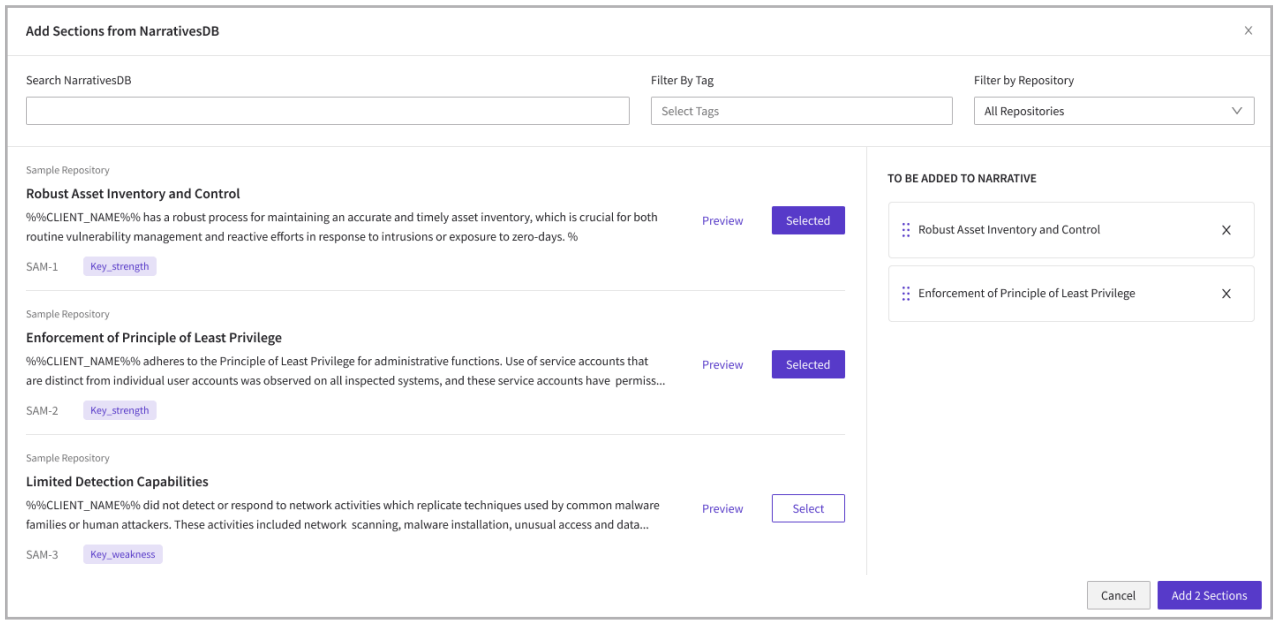 Add Sections from NarrativesDB
X
Search NarrativesDB
Filter By Tag
Filter by Repository
Select Tags
All Repositories
Sample Repository
Robust Asset Inventory and Control
%%CLIENT_NAME%% has a robust process for maintaining an accurate and timely asset inventory, which is crucial for both
routine vulnerability management and reactive efforts in response to intrusions or exposure to zero-days. %
Preview
Selected
SAM-1
Key_strength
Sample Repository
Enforcement of Principle of Least Privilege
%%CLIENT_NAME%% adheres to the Principle of Least Privilege for administrative functions. Use of service accounts that
are distinct from individual user accounts was observed on all inspected systems, and these service accounts have permiss...
Preview
Selected
SAM-2
Key_strength
Sample Repository
Limited Detection Capabilities
%%CLIENT_NAME%% did not detect or respond to network activities which replicate techniques used by common malware
families or human attackers. These activities included network scanning, malware installation, unusual access and data...
Preview
Select
SAM-3
Key_weakness
TO BE ADDED TO NARRATIVE
Robust Asset Inventory and Control
X
Enforcement of Principle of Least Privilege
X
Cancel
Add 2 Sections